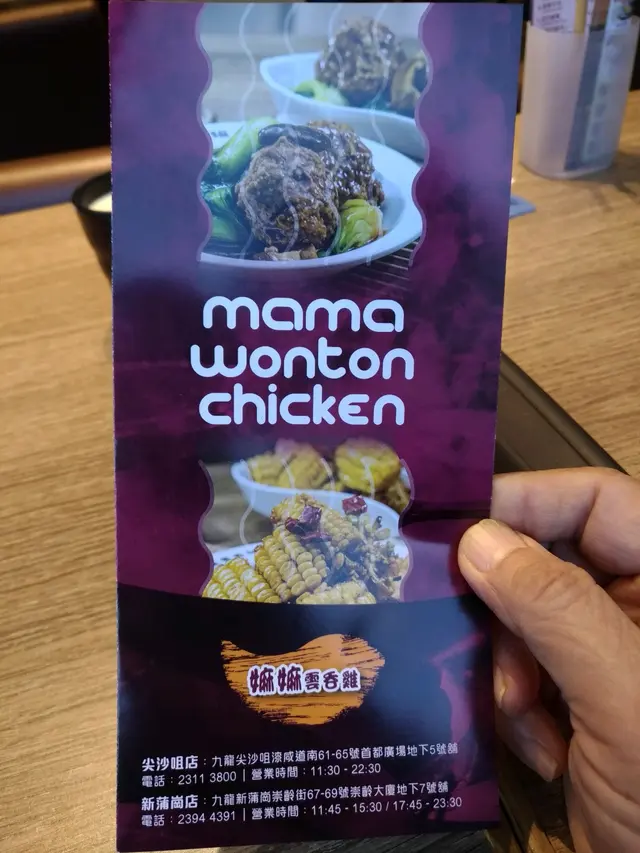 mama
wonton
chicken
嫲嫲雲吞雞
尖沙咀店：九龍尖沙咀漆咸道南61-65號首都廣場地下5號舖
電話：2311 3800 | 營業時間：11:30 - 22:30
新蒲崗店：九龍新蒲崗崇齡街67-69號崇齡大廈地下7號舖
電話：2394 4391 | 營業時間：11:45 - 15:30 / 17:45 - 23:30